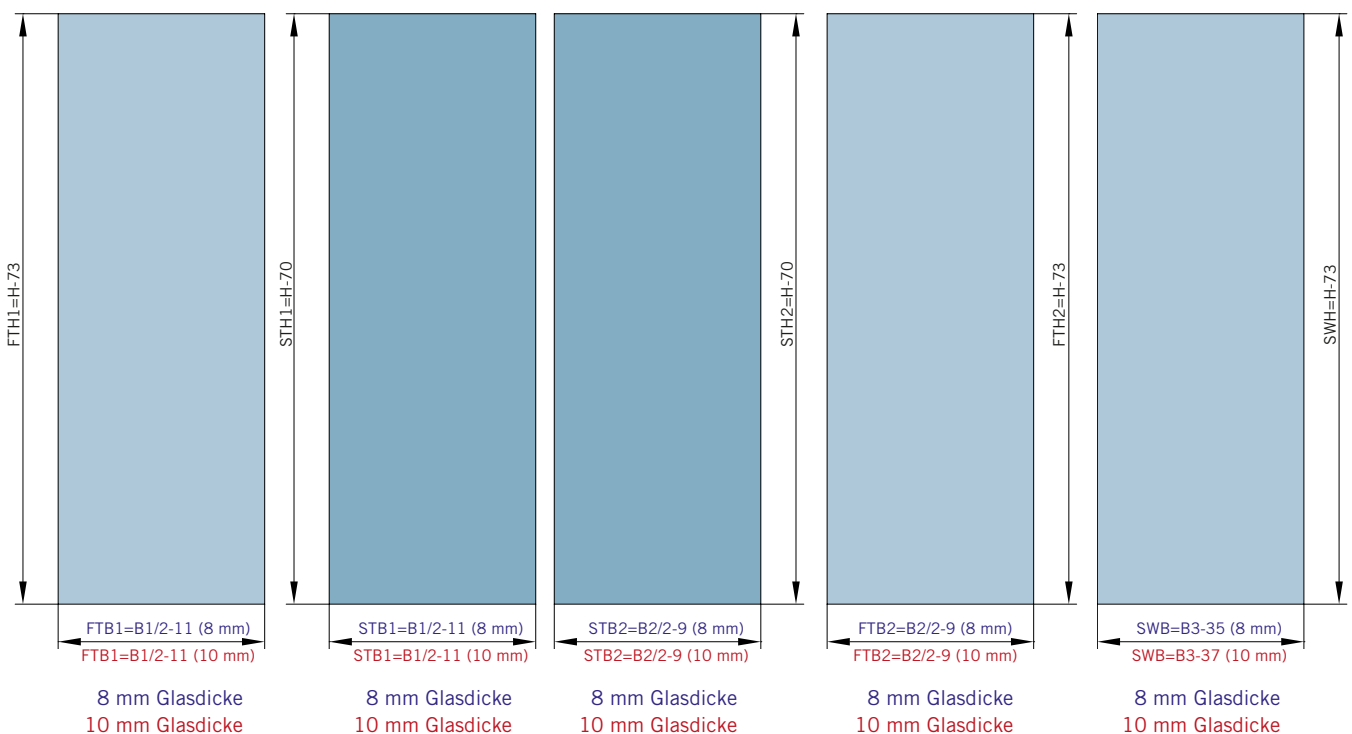 FTH1=H-73
STH1=H-70
STH2=H-70
FTH2=H-73
SWH=H-73
FTB1=B1/2-11 (8 mm)
FTB1=B1/2-11 (10 mm)
STB1=B1/2-11 (8 mm)
STB1=B1/2-11 (10 mm)
STB2=B2/2-9 (8 mm)
STB2=B2/2-9 (10 mm)
FTB2=B2/2-9 (8 mm)
FTB2=B2/2-9 (10 mm)
SWB=B3-35 (8 mm)
SWB=B3-37 (10 mm)
8 mm Glasdicke
10 mm Glasdicke
8 mm Glasdicke
10 mm Glasdicke
8 mm Glasdicke
10 mm Glasdicke
8 mm Glasdicke
10 mm Glasdicke
8 mm Glasdicke
10 mm Glasdicke